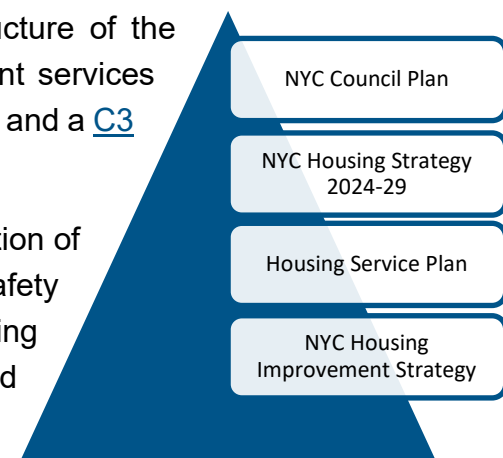 ucture of the
nt services
and a C3
tion of
afety
ing
d
NYC Council Plan
NYC Housing Strategy
2024-29
Housing Service Plan
NYC Housing
Improvement Strategy